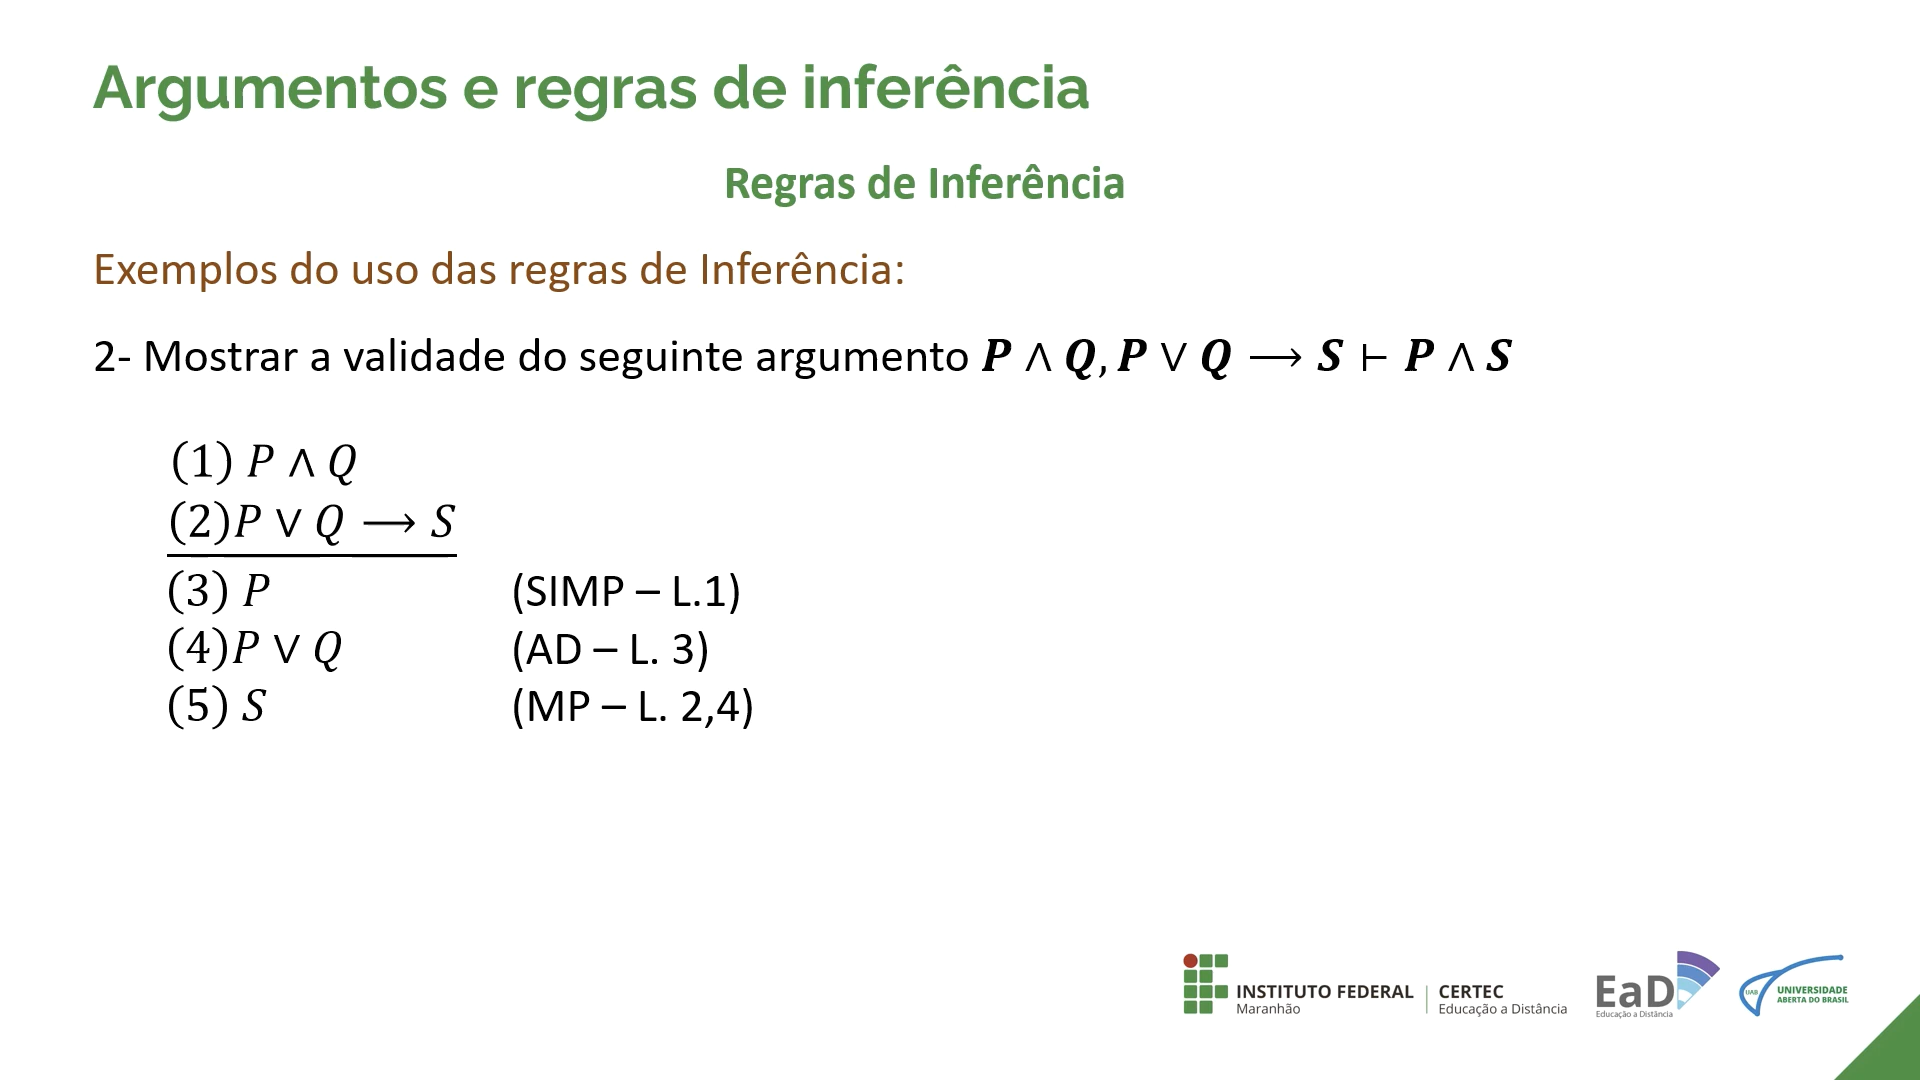 Argumentos e regras de inferência
Regras de Inferência
Exemplos do uso das regras de Inferência:
2- Mostrar a validade do seguinte argumento P ∧ Q, P ∨ Q ⟶ S ⊢ P ∧ S
(1) P ∧ Q
(2)P ∨ Q ⟶ S
(3) P (SIMP – L.1)
(4)P ∨ Q (AD – L. 3)
(5) S (MP – L. 2,4)
INSTITUTO FEDERAL
Maranhão
CERTEC
Educação a Distância
EaD
Educação a Distância
UAB
UNIVERSIDADE
ABERTA DO BRASIL